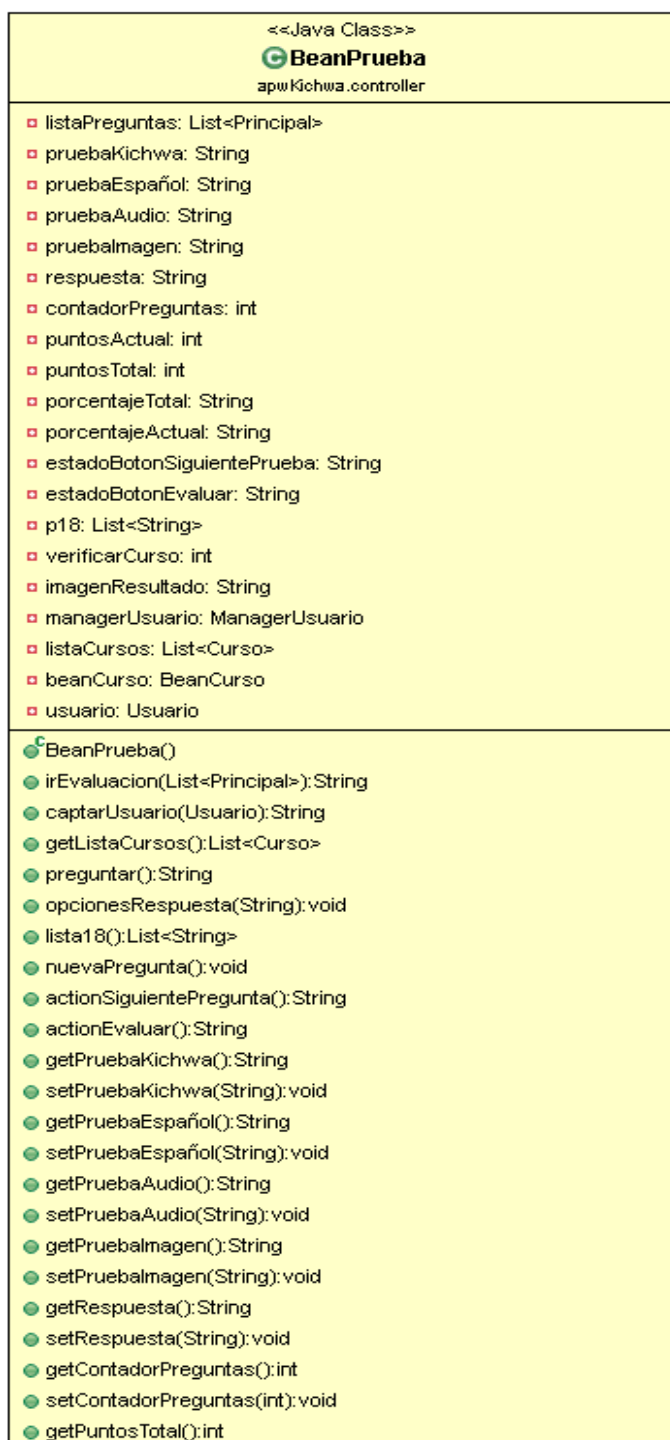 <<Java Class>>
BeanPrueba
apwKichwa.controller
listaPreguntas: List<Principal>
pruebaKichwa: String
pruebaEspañol: String
pruebaAudio: String
pruebaImagen: String
respuesta: String
contadorPreguntas: int
puntosActual: int
puntosTotal: int
porcentajeTotal: String
porcentajeActual: String
estadoBotonSiguientePrueba: String
estadoBotonEvaluar: String
p18: List<String>
verificarCurso: int
imagenResultado: String
managerUsuario: ManagerUsuario
listaCursos: List<Curso>
beanCurso: BeanCurso
usuario: Usuario
BeanPrueba()
irEvaluacion(List<Principal>):String
captarUsuario(Usuario):String
getListaCursos():List<Curso>
preguntar():String
opcionesRespuesta(String):void
lista18():List<String>
nuevaPregunta():void
actionSiguientePregunta():String
actionEvaluar():String
getPruebaKichwa():String
setPruebaKichwa(String):void
getPruebaEspañol():String
setPruebaEspañol(String):void
getPruebaAudio():String
setPruebaAudio(String):void
getPruebaImagen():String
setPruebaImagen(String):void
getRespuesta():String
setRespuesta(String):void
getContadorPreguntas():int
setContadorPreguntas(int):void
getPuntosTotal():int